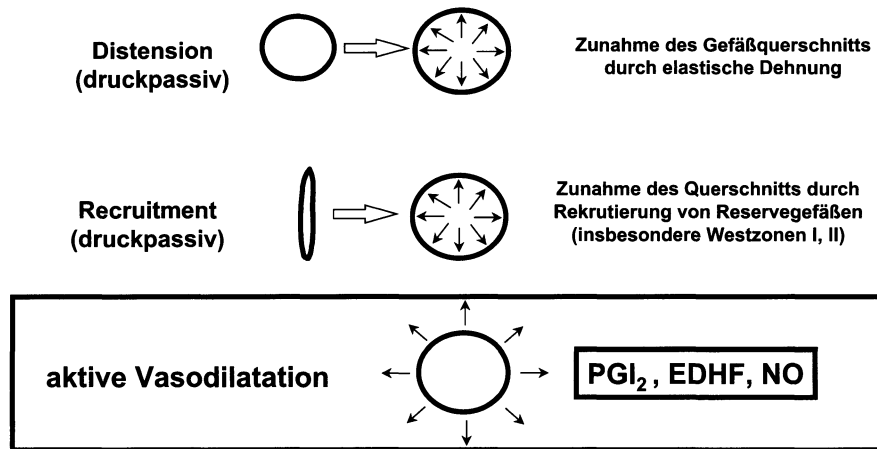 Distension
(druckpassiv)
Zunahme des Gefäßquerschnitts
durch elastische Dehnung
Recruitment
(druckpassiv)
Zunahme des Querschnitts durch
Rekrutierung von Reservegefäßen
(insbesondere Westzonen I, II)
aktive Vasodilatation
PGI₂ , EDHF, NO